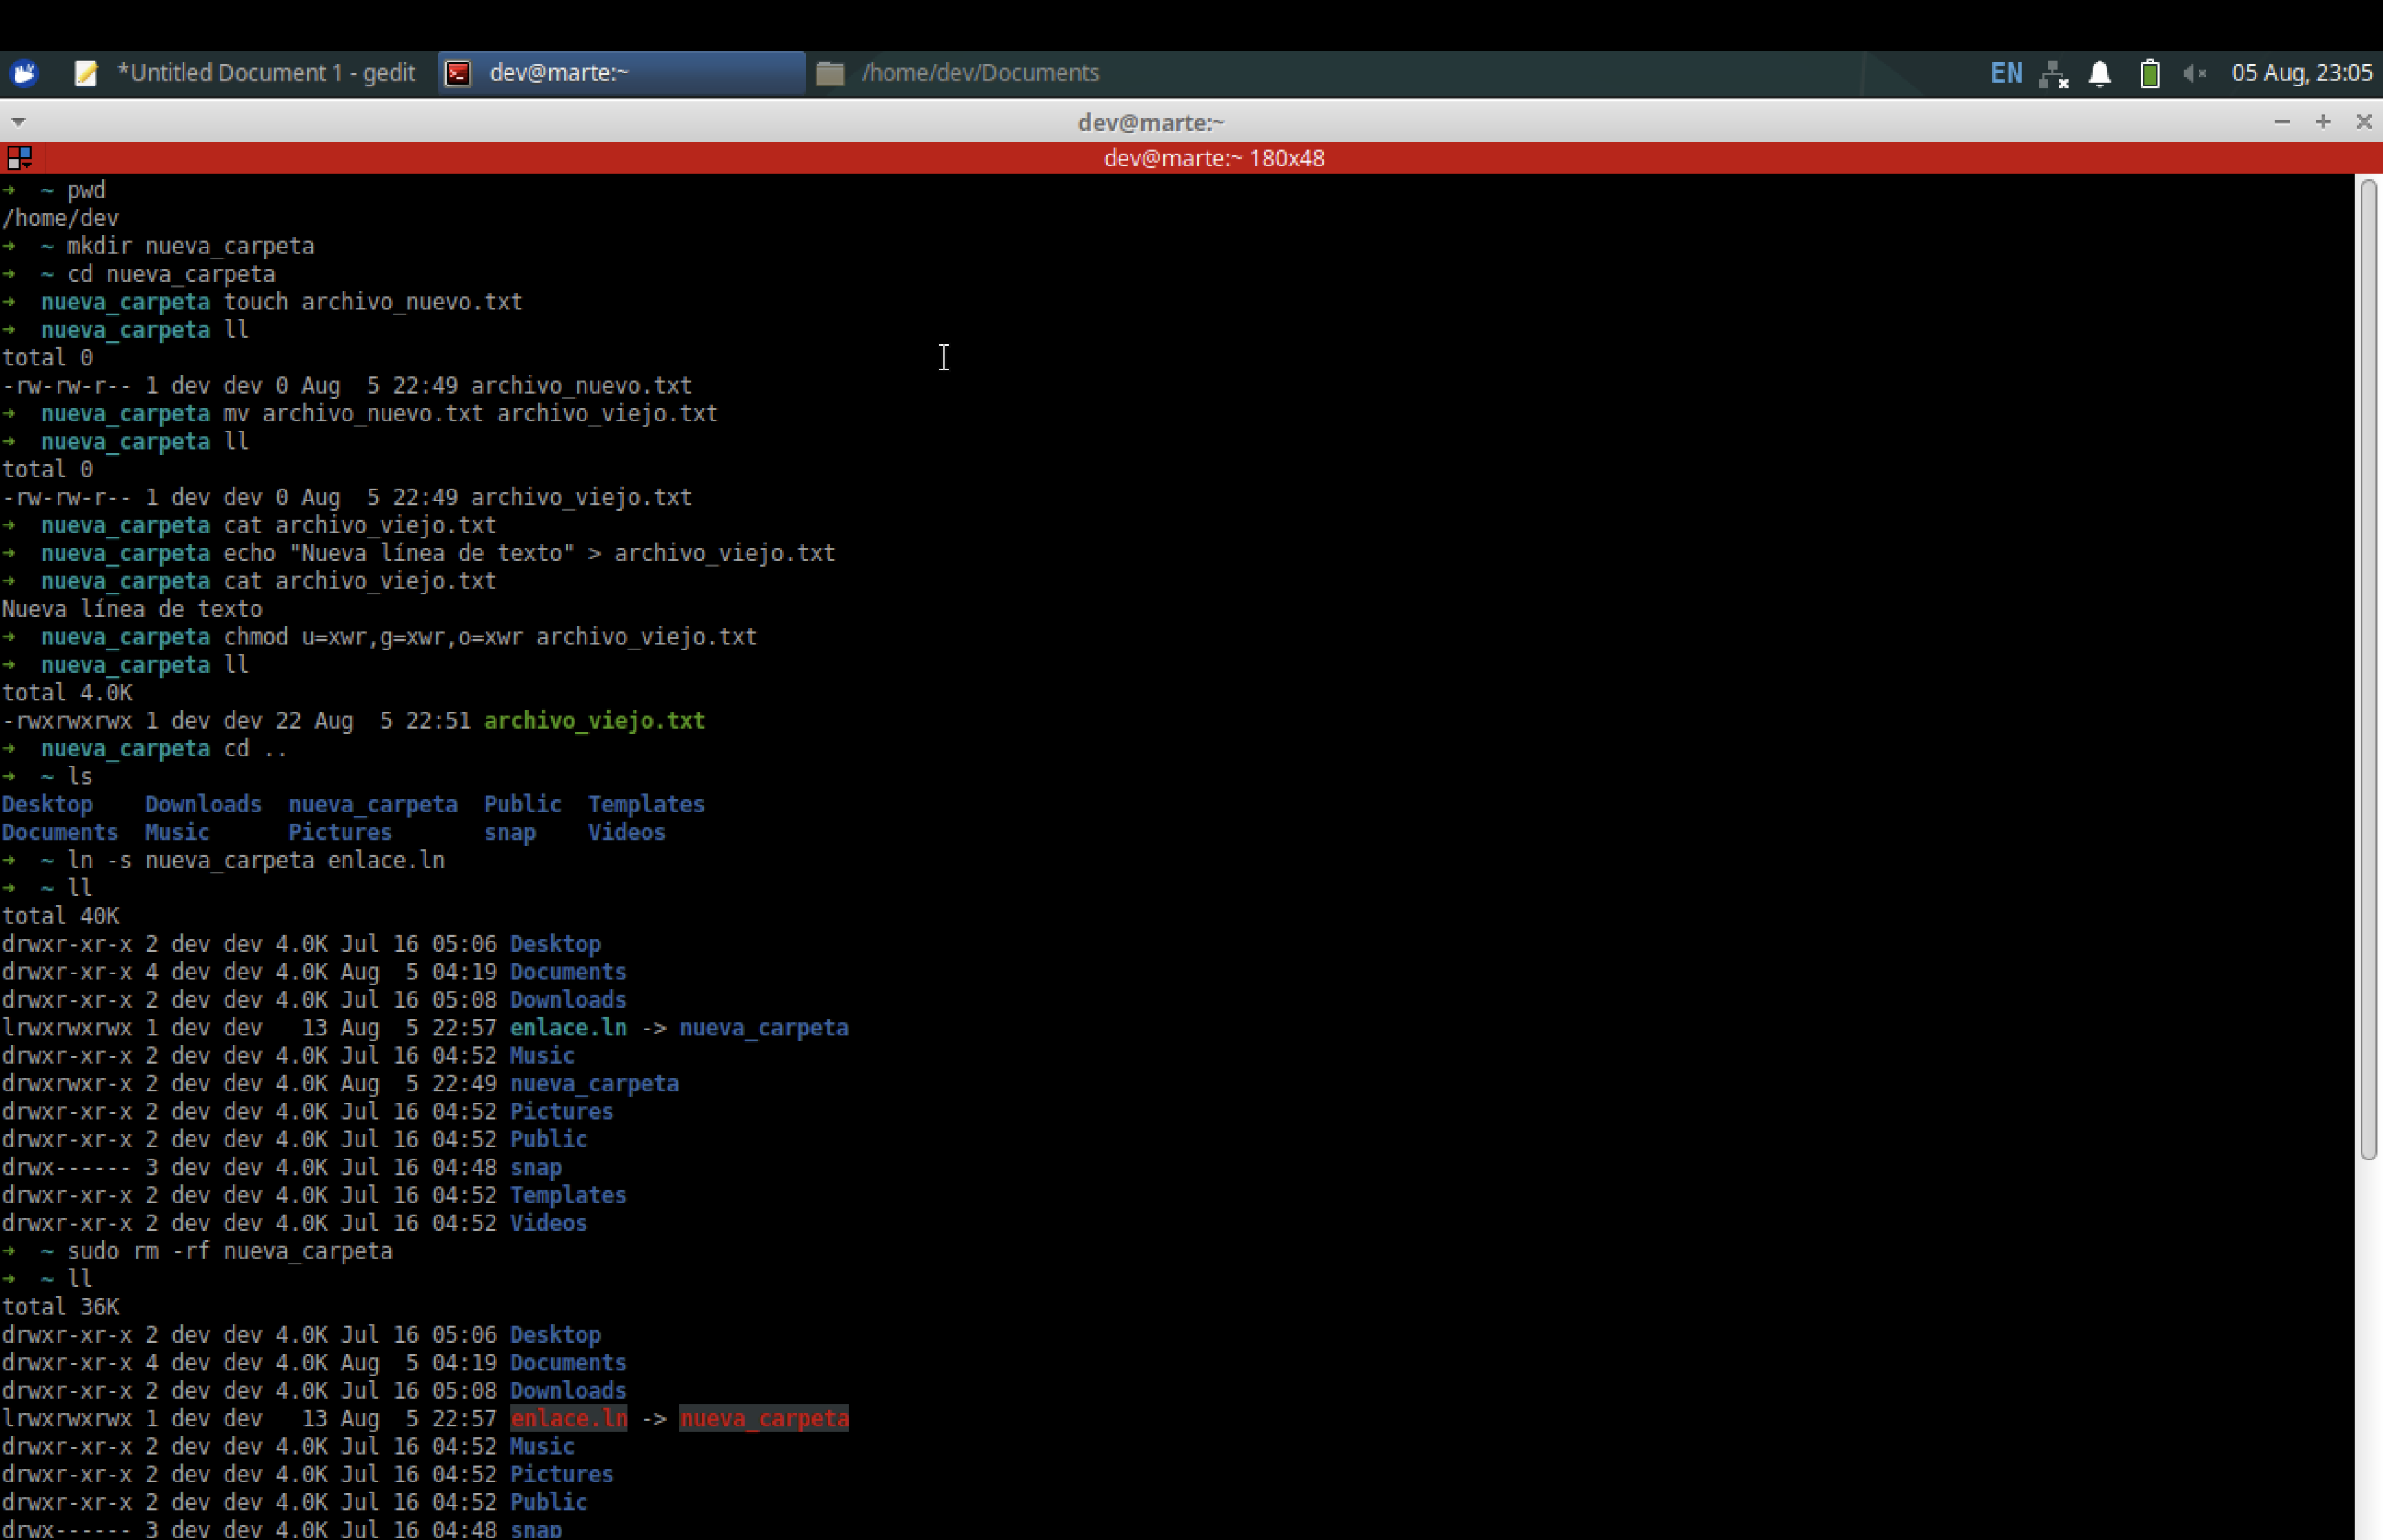 *Untitled Document 1 - gedit dev@marte:~ /home/dev/Documents EN 05 Aug, 23:05
dev@marte:~
dev@marte:~ 180x48
➜  ~ pwd
/home/dev
➜  ~ mkdir nueva_carpeta
➜  ~ cd nueva_carpeta
➜  nueva_carpeta touch archivo_nuevo.txt
➜  nueva_carpeta ll
total 0
-rw-rw-r-- 1 dev dev 0 Aug  5 22:49 archivo_nuevo.txt
➜  nueva_carpeta mv archivo_nuevo.txt archivo_viejo.txt
➜  nueva_carpeta ll
total 0
-rw-rw-r-- 1 dev dev 0 Aug  5 22:49 archivo_viejo.txt
➜  nueva_carpeta cat archivo_viejo.txt
➜  nueva_carpeta echo "Nueva línea de texto" > archivo_viejo.txt
➜  nueva_carpeta cat archivo_viejo.txt
Nueva línea de texto
➜  nueva_carpeta chmod u=xwr,g=xwr,o=xwr archivo_viejo.txt
➜  nueva_carpeta ll
total 4.0K
-rwxrwxrwx 1 dev dev 22 Aug  5 22:51 archivo_viejo.txt
➜  nueva_carpeta cd ..
➜  ~ ls
Desktop    Downloads  nueva_carpeta  Public  Templates
Documents  Music      Pictures       snap    Videos
➜  ~ ln -s nueva_carpeta enlace.ln
➜  ~ ll
total 40K
drwxr-xr-x 2 dev dev 4.0K Jul 16 05:06 Desktop
drwxr-xr-x 4 dev dev 4.0K Aug  5 04:19 Documents
drwxr-xr-x 2 dev dev 4.0K Jul 16 05:08 Downloads
lrwxrwxrwx 1 dev dev   13 Aug  5 22:57 enlace.ln -> nueva_carpeta
drwxr-xr-x 2 dev dev 4.0K Jul 16 04:52 Music
drwxrwxr-x 2 dev dev 4.0K Aug  5 22:49 nueva_carpeta
drwxr-xr-x 2 dev dev 4.0K Jul 16 04:52 Pictures
drwxr-xr-x 2 dev dev 4.0K Jul 16 04:52 Public
drwx------ 3 dev dev 4.0K Jul 16 04:48 snap
drwxr-xr-x 2 dev dev 4.0K Jul 16 04:52 Templates
drwxr-xr-x 2 dev dev 4.0K Jul 16 04:52 Videos
➜  ~ sudo rm -rf nueva_carpeta
➜  ~ ll
total 36K
drwxr-xr-x 2 dev dev 4.0K Jul 16 05:06 Desktop
drwxr-xr-x 4 dev dev 4.0K Aug  5 04:19 Documents
drwxr-xr-x 2 dev dev 4.0K Jul 16 05:08 Downloads
lrwxrwxrwx 1 dev dev   13 Aug  5 22:57 enlace.ln -> nueva_carpeta
drwxr-xr-x 2 dev dev 4.0K Jul 16 04:52 Music
drwxr-xr-x 2 dev dev 4.0K Jul 16 04:52 Pictures
drwxr-xr-x 2 dev dev 4.0K Jul 16 04:52 Public
drwx------ 3 dev dev 4.0K Jul 16 04:48 snap